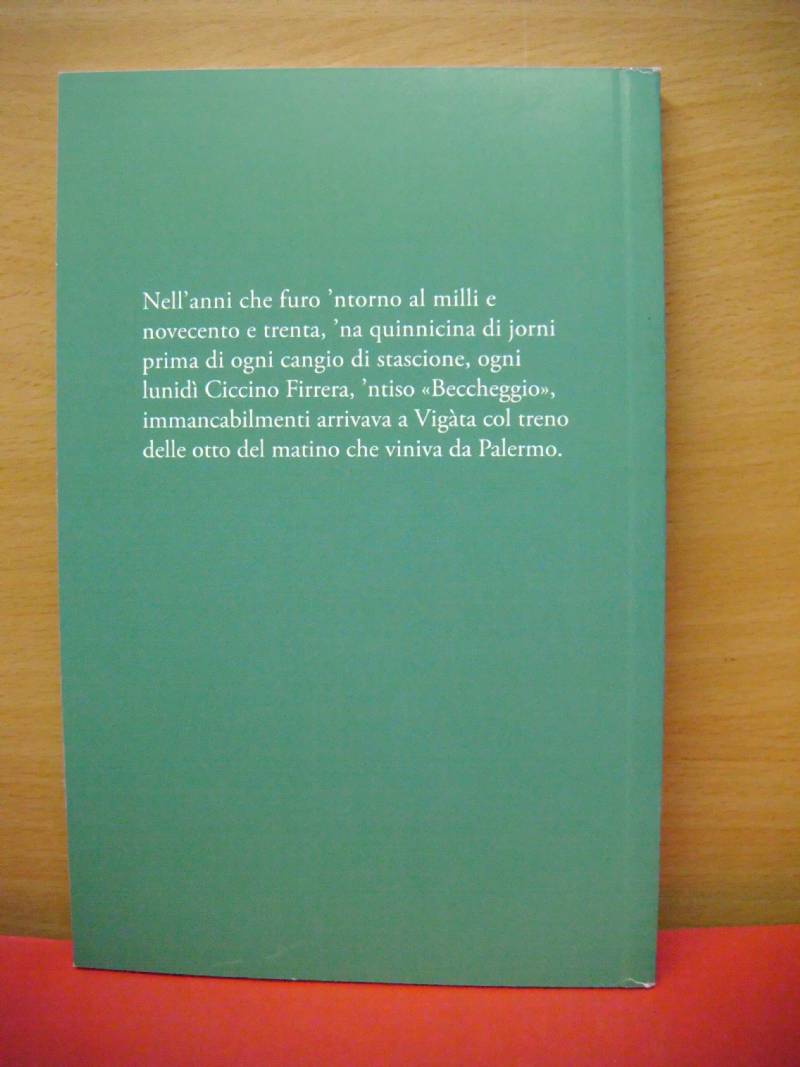 Nell’anni che furo ’ntorno al milli e
novecento e trenta, ’na quinnicina di jorni
prima di ogni cangio di stascione, ogni
lunidì Ciccino Firrera, ’ntiso «Beccheggio»,
immancabilmenti arrivava a Vigàta col treno
delle otto del matino che viniva da Palermo.